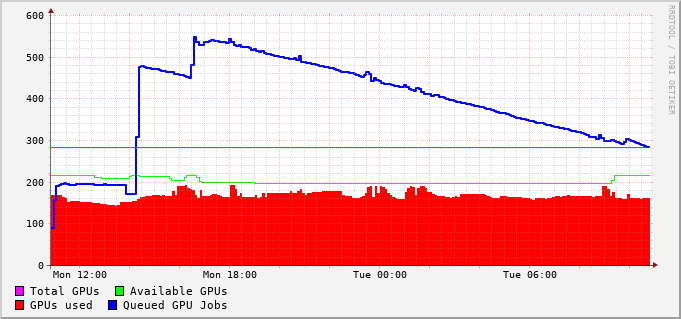 600
500
400
300
200
100
0
Mon 12:00 Mon 18:00 Tue 00:00 Tue 06:00
Total GPUs Available GPUs
GPUs used Queued GPU Jobs
RRDTOOL / TOBI OETIKER